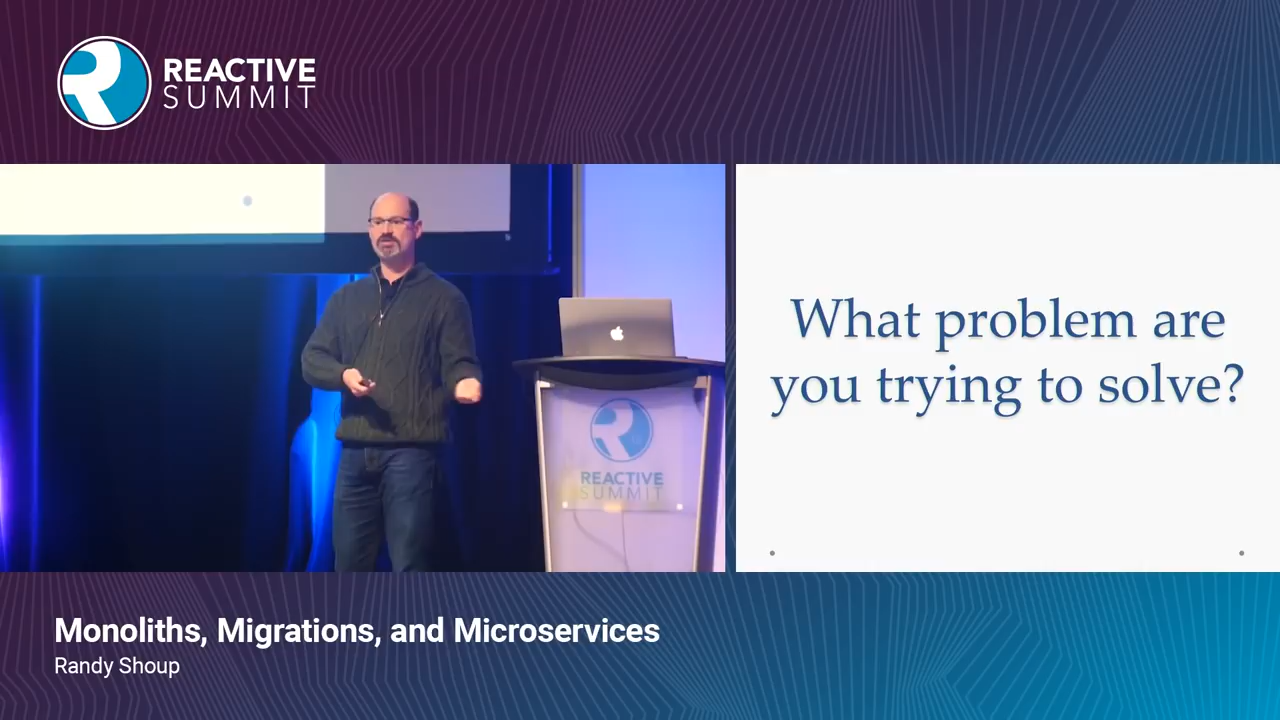 REACTIVE
SUMMIT
What problem are
you trying to solve?
REACTIVE
SUMMIT
Monoliths, Migrations, and Microservices
Randy Shoup